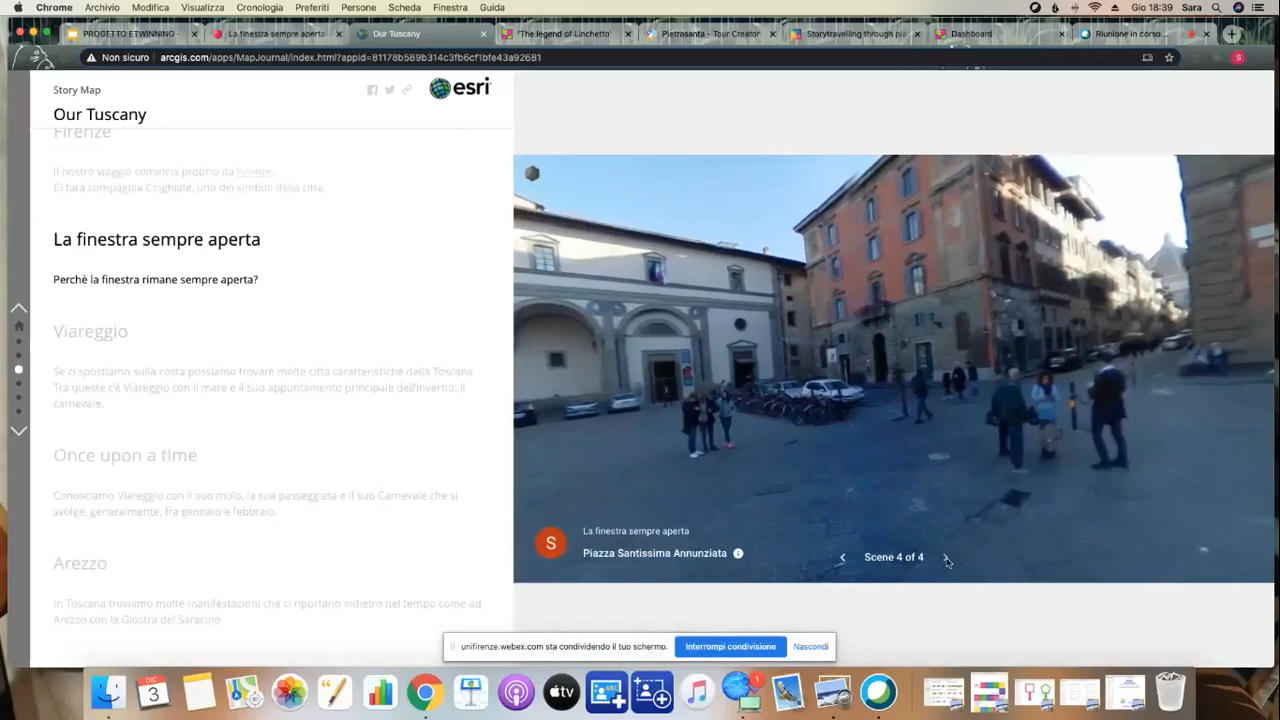 Chrome Archivio Modifica Visualizza Cronologia Preferiti Persone Scheda Finestra Guida Gio 18:39 Sara
PROGETTO ETWINNING - La finestra sempre aperta Our Tuscany "The legend of Linchetto" Pietrasanta - Tour Creator Storytravelling through pla Dashboard Riunione in corso...
Non sicuro arcgis.com/apps/MapJournal/index.html?appid=81178b589b314c3fb6cf1bfe43a92681
S
Story Map
esri
Our Tuscany
Firenze
Il nostro viaggio comincia proprio da Firenze.
Ci farà compagnia Cinghiale, uno dei simboli della città.
La finestra sempre aperta
Perchè la finestra rimane sempre aperta?
Viareggio
Se ci spostiamo sulla costa possiamo trovare molte città caratteristiche della Toscana
Tra queste c'è Viareggio con il mare e il suo appuntamento principale dell'inverno: il
carnevale.
Once upon a time
Conosciamo Viareggio con il suo molo, la sua passeggiata e il suo Carnevale che si
svolge, generalmente, fra gennaio e febbraio.
Arezzo
In Toscana troviamo molte manifestazioni che ci riportano indietro nel tempo come ad
Arezzo con la Giostra del Saracino
S
La finestra sempre aperta
Piazza Santissima Annunziata
Scene 4 of 4
unifirenze.webex.com sta condividendo il tuo schermo.
Interrompi condivisione
Nascondi
DIC
3
tv
ABC
1